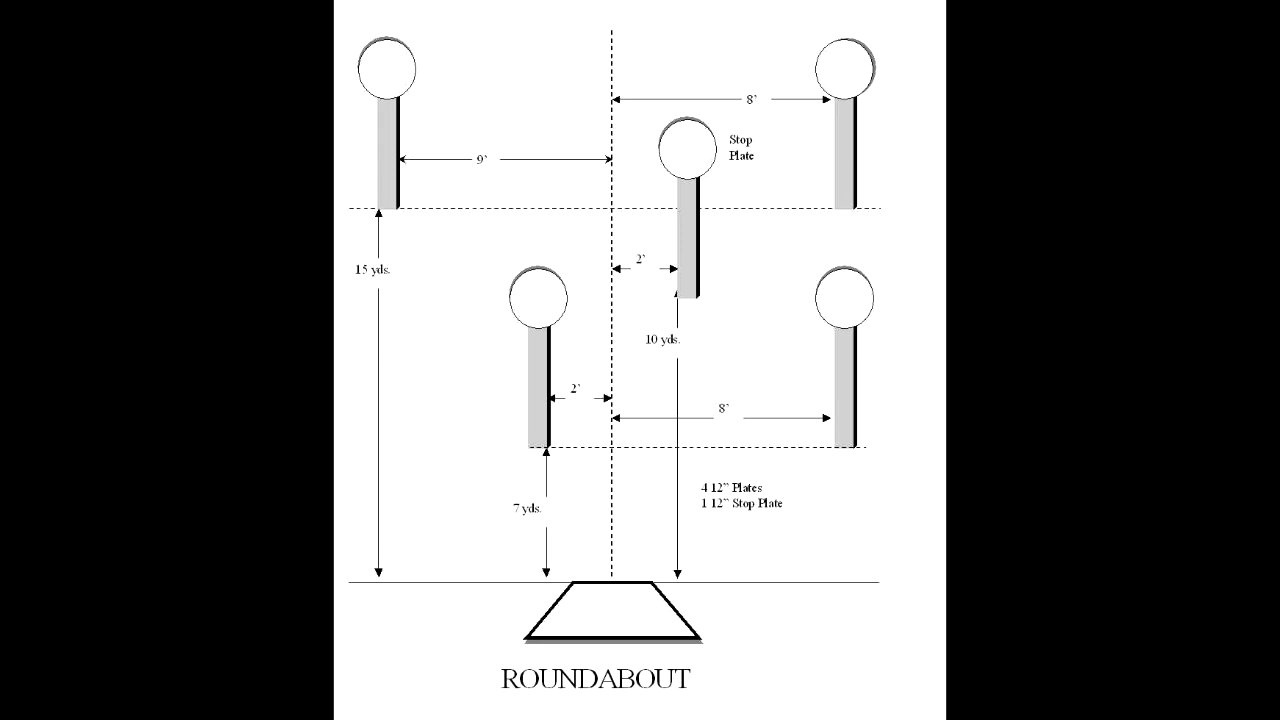 8’
Stop
Plate
9’
2’
15 yds.
10 yds.
2’
8’
4 12” Plates
1 12” Stop Plate
7 yds.
ROUNDABOUT